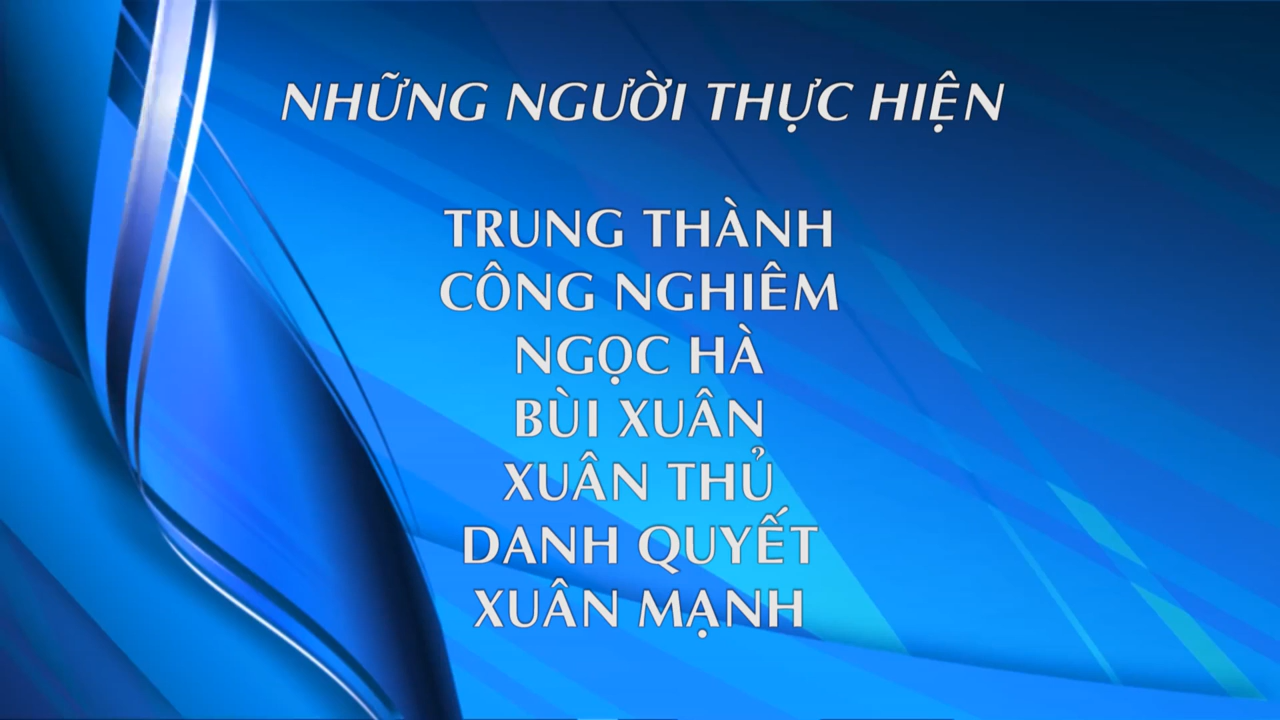 NHỮNG NGƯỜI THỰC HIỆN
TRUNG THÀNH
CÔNG NGHIÊM
NGỌC HÀ
BÙI XUÂN
XUÂN THỦ
DANH QUYẾT
XUÂN MẠNH